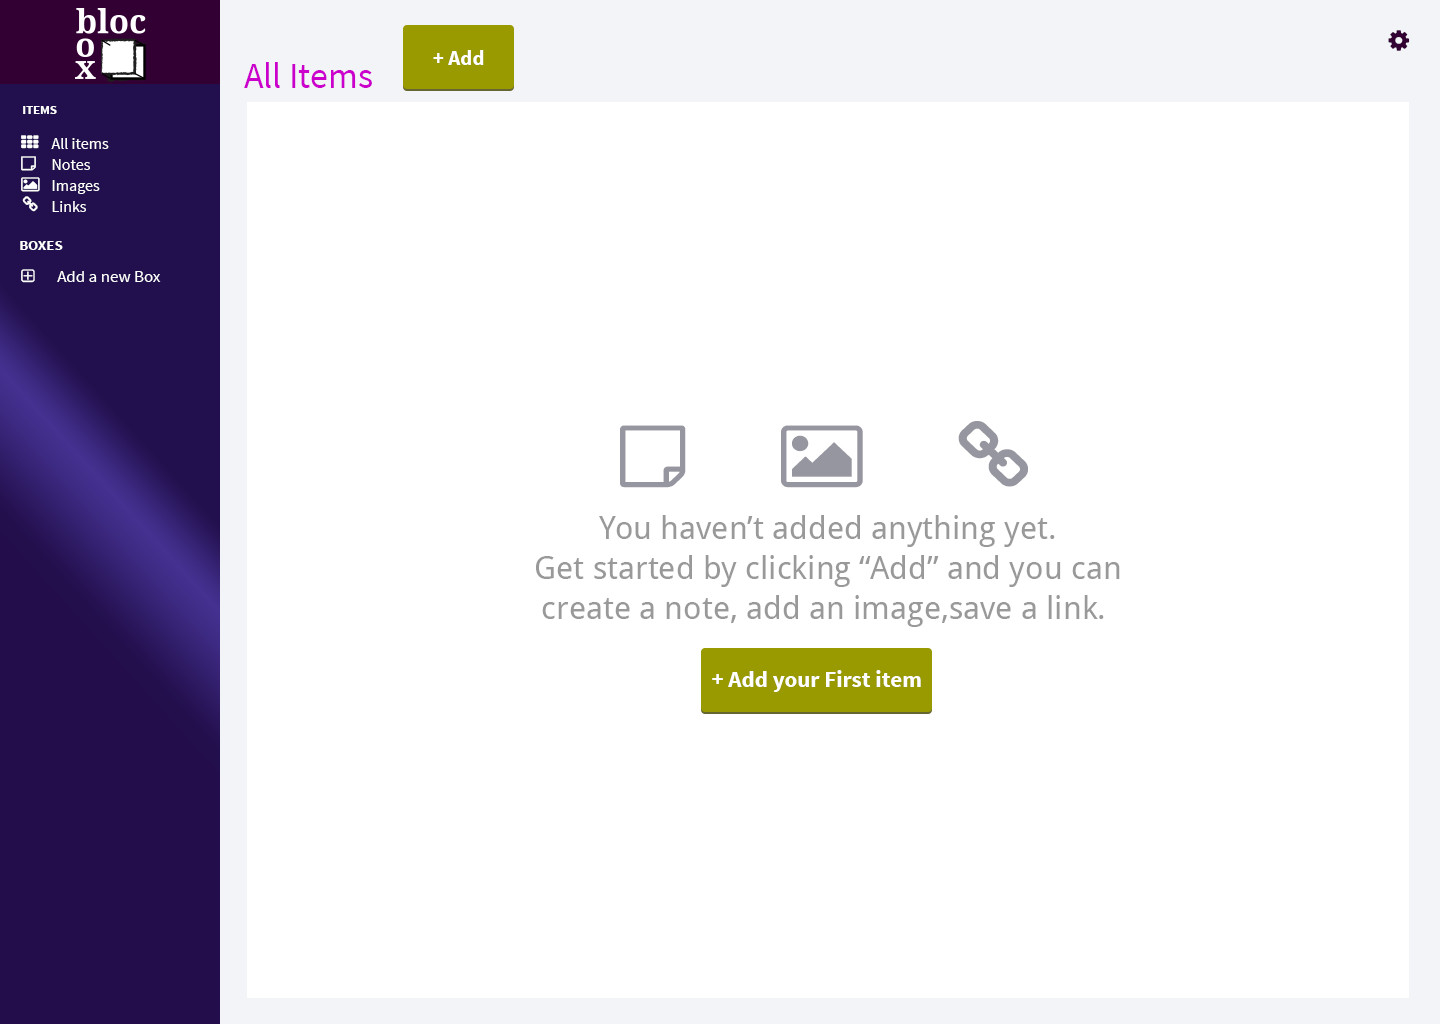 bloc
o
x
ITEMS
All items
Notes
Images
Links
BOXES
Add a new Box
All Items
+ Add
You haven’t added anything yet.
Get started by clicking “Add” and you can
create a note, add an image,save a link.
+ Add your First item